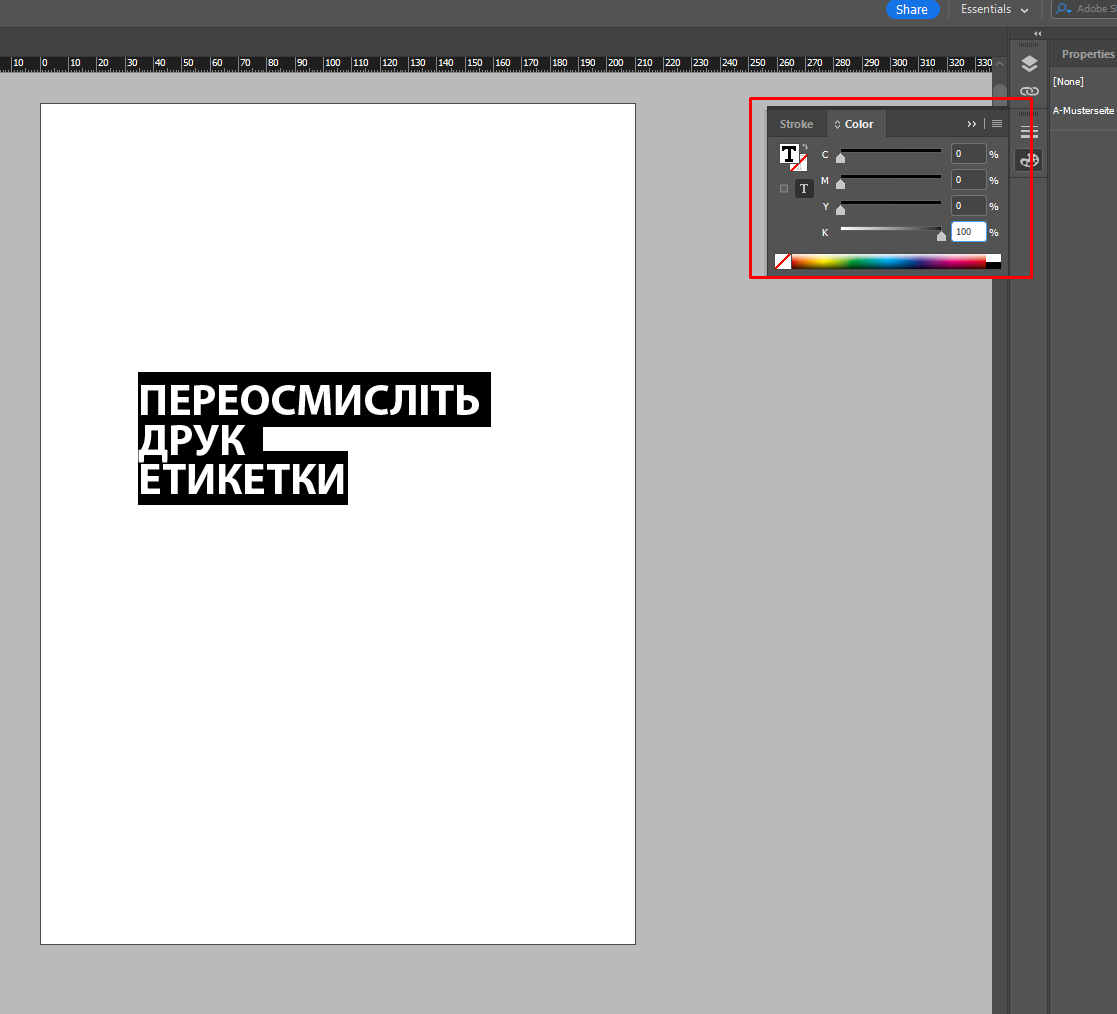 Share Essentials Adobe S
10 0 10 20 30 40 50 60 70 80 90 100 110 120 130 140 150 160 170 180 190 200 210 220 230 240 250 260 270 280 290 300 310 320 330
Properties
[None]
A-Musterseite
Stroke Color
C 0 %
M 0 %
Y 0 %
K 100 %
ПЕРЕОСМИСЛІТЬ
ДРУК
ЕТИКЕТКИ